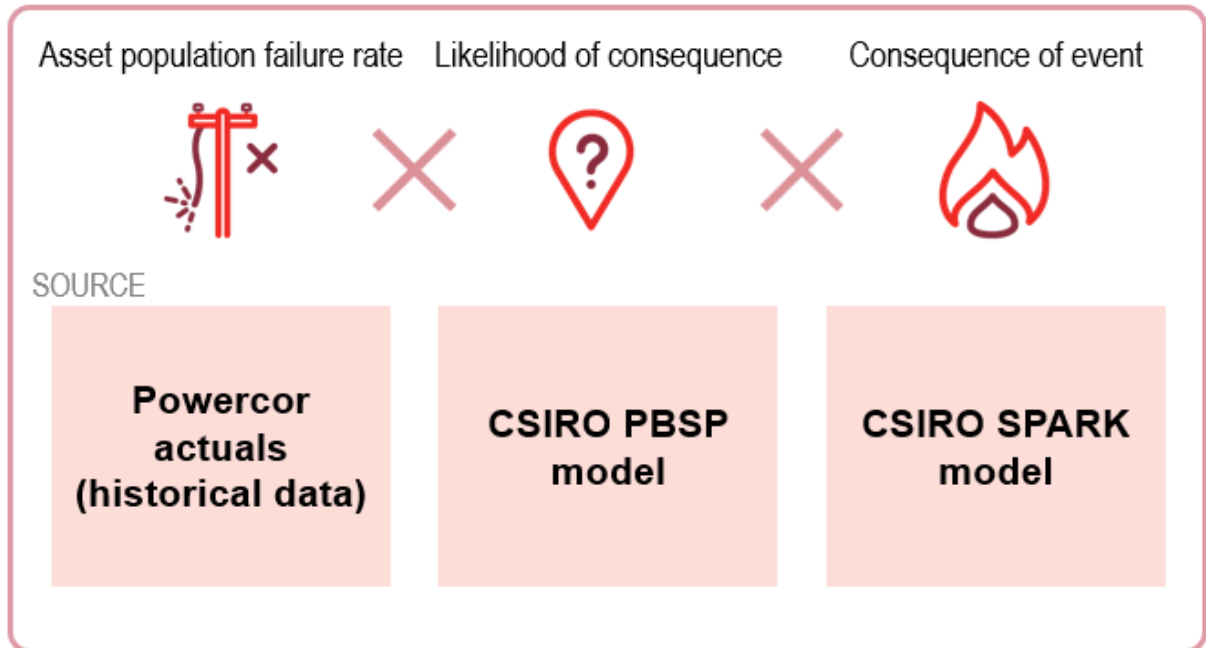 Asset population failure rate
Likelihood of consequence
Consequence of event
?
SOURCE
Powercor
actuals
(historical data)
CSIRO PBSP
model
CSIRO SPARK
model